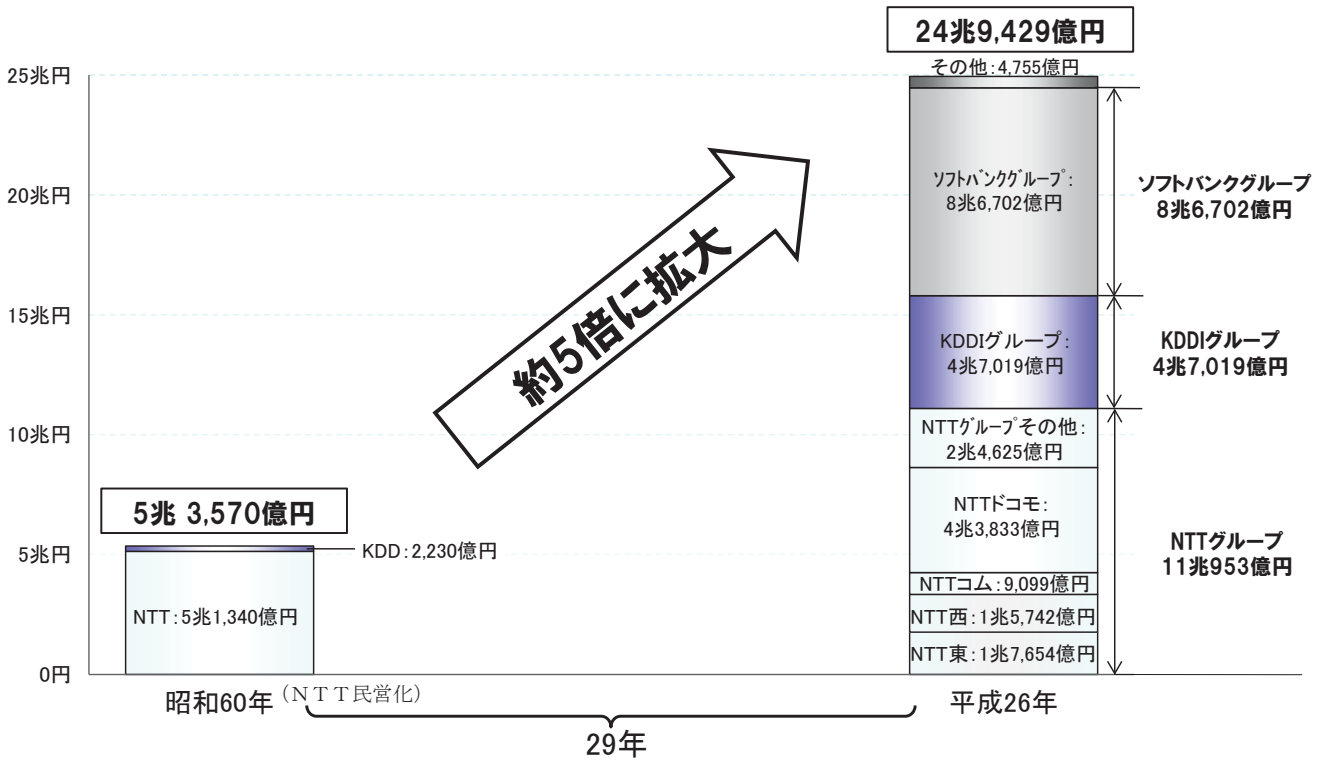 24兆9,429億円
その他：4,755億円
25兆円
20兆円
15兆円
10兆円
5兆円
0円
ソフトバンクグループ：
8兆6,702億円
ソフトバンクグループ
8兆6,702億円
約5倍に拡大
KDDIグループ：
4兆7,019億円
KDDIグループ
4兆7,019億円
NTTグループその他：
2兆4,625億円
NTTドコモ：
4兆3,833億円
NTTコム：9,099億円
NTT西：1兆5,742億円
NTT東：1兆7,654億円
NTTグループ
11兆953億円
5兆 3,570億円
KDD：2,230億円
NTT：5兆1,340億円
昭和60年（ＮＴＴ民営化）
平成26年
29年